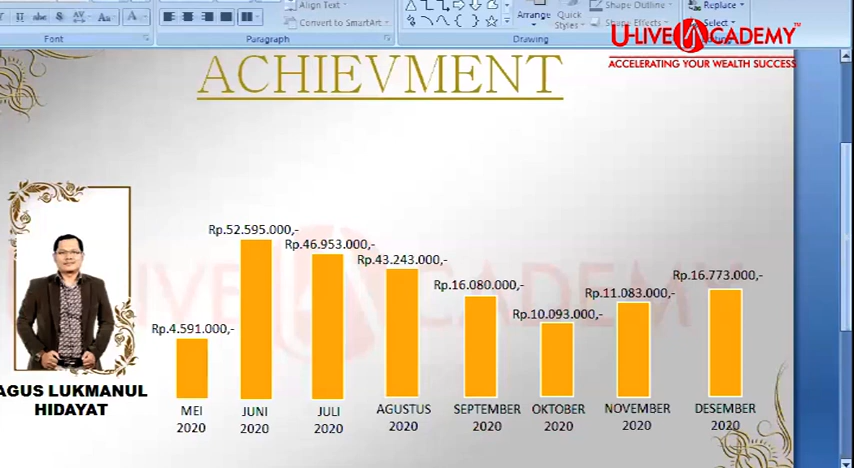 Align Text
Convert to SmartArt
Font
Paragraph
Arrange
Quick
Styles
Shape Outline
Shape Effects
Drawing
Replace
Select
U-LIVE ACADEMY™
ACCELERATING YOUR WEALTH SUCCESS
ACHIEVMENT
U-LIVE ACADEMY
Rp.52.595.000,-
Rp.46.953.000,-
Rp.43.243.000,-
Rp.16.080.000,-
Rp.16.773.000,-
Rp.11.083.000,-
Rp.10.093.000,-
Rp.4.591.000,-
AGUS LUKMANUL
HIDAYAT
MEI
2020
JUNI
2020
JULI
2020
AGUSTUS
2020
SEPTEMBER
2020
OKTOBER
2020
NOVEMBER
2020
DESEMBER
2020